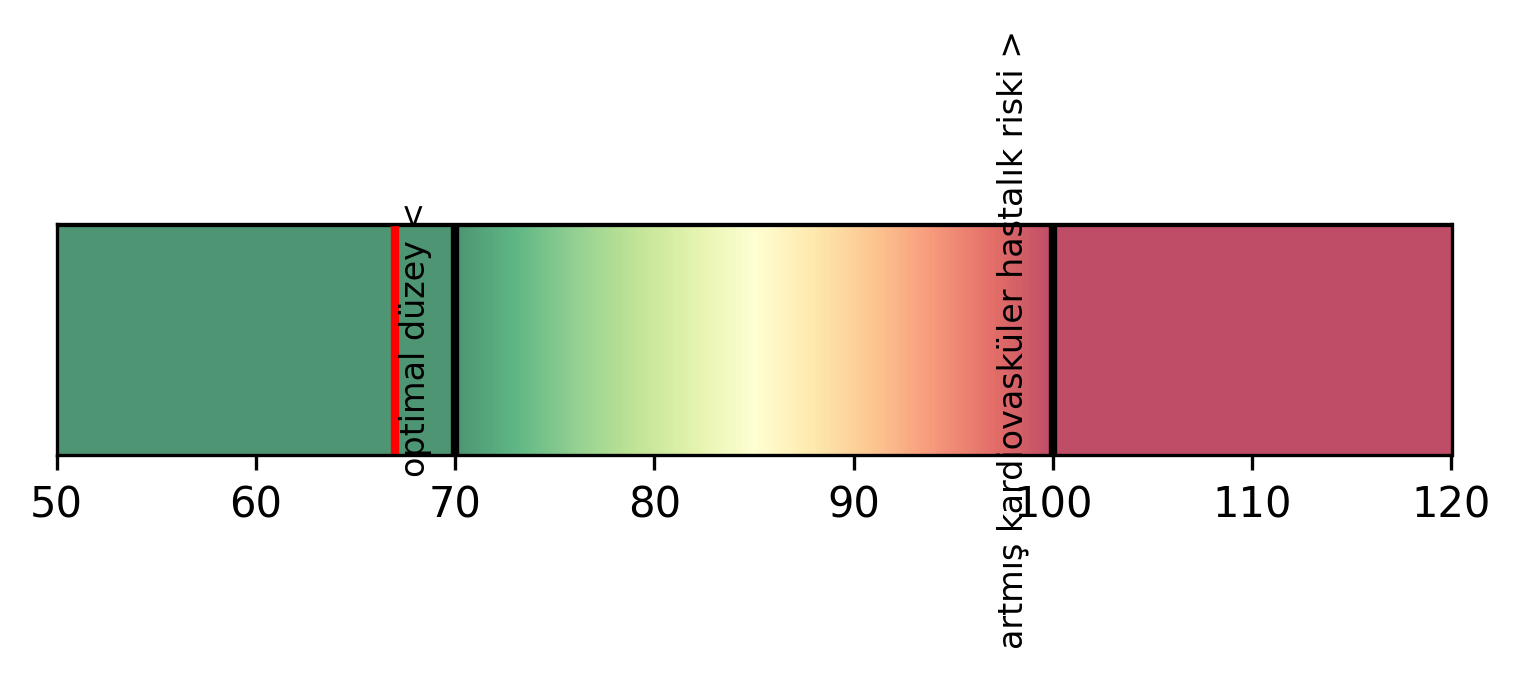 optimal düzey <
artmış kardiovasküler hastalık riski >
50 60 70 80 90 100 110 120